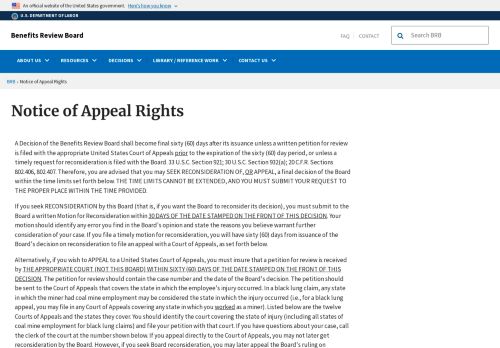 An official website of the United States government. Here's how you know
U.S. DEPARTMENT OF LABOR
Benefits Review Board
FAQ CONTACT
Search BRB
ABOUT US RESOURCES DECISIONS LIBRARY / REFERENCE WORK CONTACT US
BRB › Notice of Appeal Rights
Notice of Appeal Rights
A Decision of the Benefits Review Board shall become final sixty (60) days after its issuance unless a written petition for review
is filed with the appropriate United States Court of Appeals prior to the expiration of the sixty (60) day period, or unless a
timely request for reconsideration is filed with the Board. 33 U.S.C. Section 921; 30 U.S.C. Section 932(a); 20 C.F.R. Sections
802.406, 802.407. Therefore, you are advised that you may SEEK RECONSIDERATION OF, OR APPEAL, a final decision of the Board
within the time limits set forth below. THE TIME LIMITS CANNOT BE EXTENDED, AND YOU MUST SUBMIT YOUR REQUEST TO
THE PROPER PLACE WITHIN THE TIME PROVIDED.
If you seek RECONSIDERATION by this Board (that is, if you want the Board to reconsider its decision), you must submit to the
Board a written Motion for Reconsideration within 30 DAYS OF THE DATE STAMPED ON THE FRONT OF THIS DECISION. Your
motion should identify any error you find in the Board's opinion and state the reasons you believe warrant further
consideration of your case. If you file a timely motion for reconsideration, you will have sixty (60) days from issuance of the
Board's decision on reconsideration to file an appeal with a Court of Appeals, as set forth below.
Alternatively, if you wish to APPEAL to a United States Court of Appeals, you must insure that a petition for review is received
by THE APPROPRIATE COURT (NOT THIS BOARD) WITHIN SIXTY (60) DAYS OF THE DATE STAMPED ON THE FRONT OF THIS
DECISION. The petition for review should contain the case number and the date of the Board's decision. The petition should
be sent to the Court of Appeals that covers the state in which the employee's injury occurred. In a black lung claim, any state
in which the miner had coal mine employment may be considered the state in which the injury occurred (i.e., for a black lung
appeal, you may file in any Court of Appeals covering any state in which you worked as a miner). Listed below are the twelve
Courts of Appeals and the states they cover. You should identify the court covering the state of injury (including all states of
coal mine employment for black lung claims) and file your petition with that court. If you have questions about your case, call
the clerk of the court at the number shown below. If you appeal directly to the Court of Appeals, you may not later get
reconsideration by the Board. However, if you seek Board reconsideration, you may later appeal the Board's ruling on